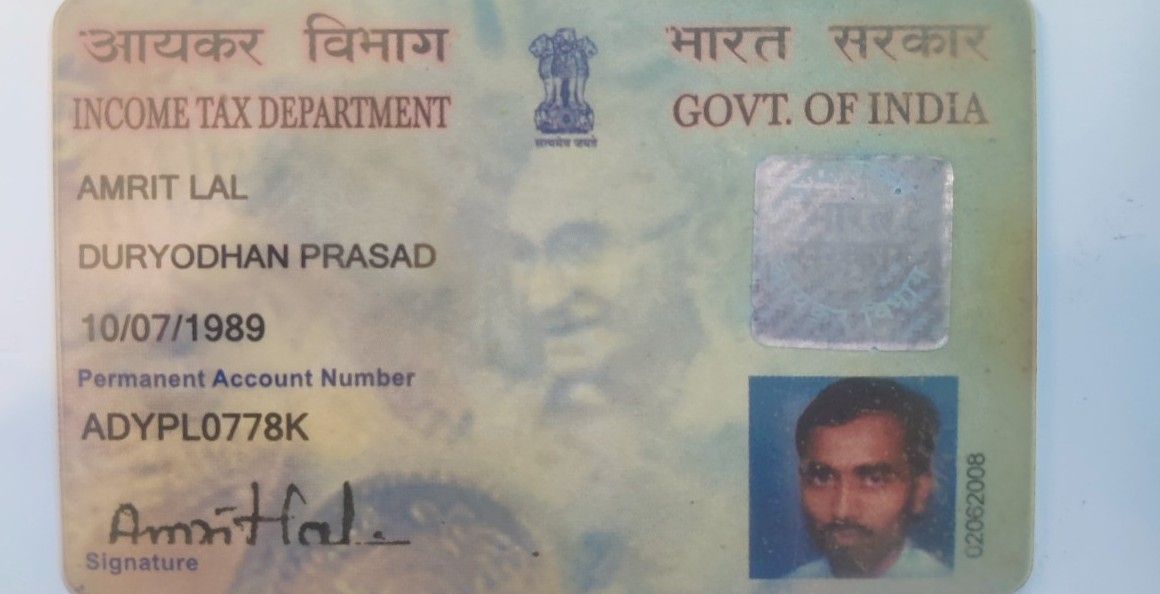 आयकर विभाग
भारत सरकार
INCOME TAX DEPARTMENT
GOVT. OF INDIA
सत्यमेव जयते
AMRIT LAL
DURYODHAN PRASAD
10/07/1989
Permanent Account Number
ADYPL0778K
Amrit Lal
Signature
भारत
02062008